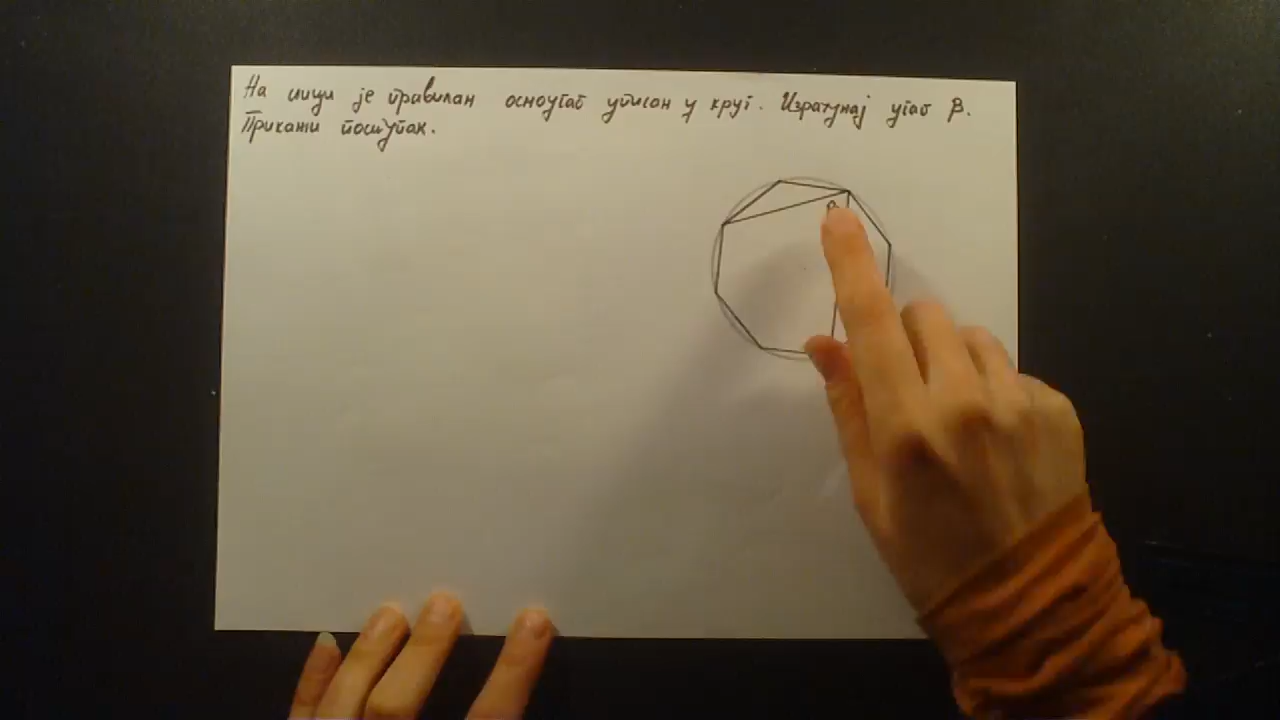 На слици је правилан осмоугао уписан у круг. Израчунај угао β.
Прикажи поступак.
β